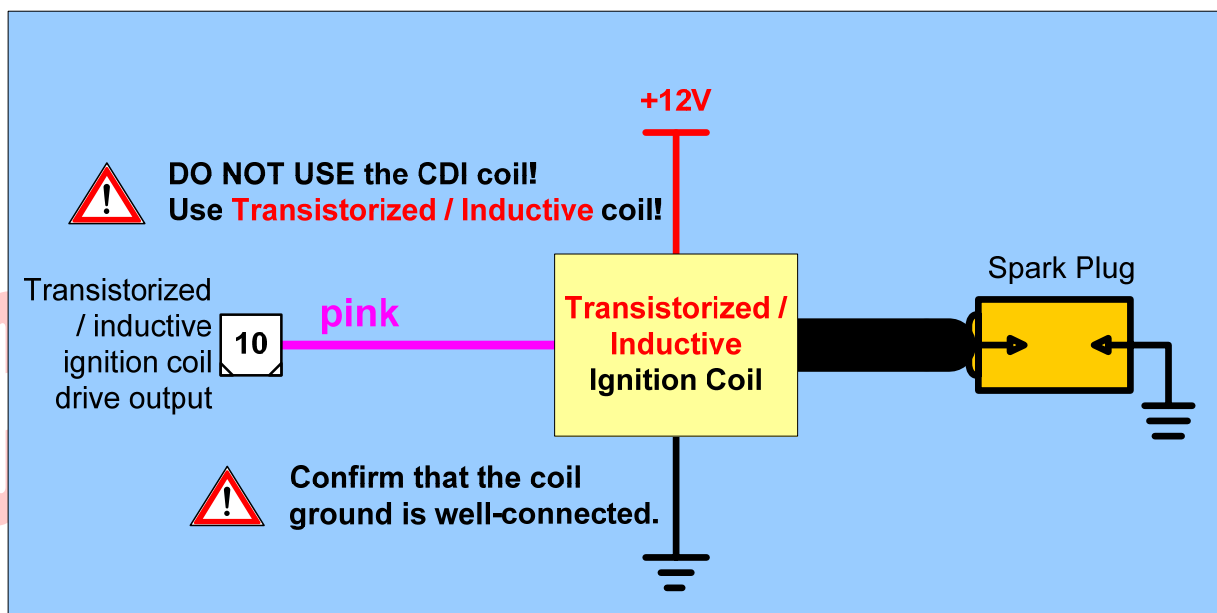 +12V
DO NOT USE the CDI coil!
Use Transistorized / Inductive coil!
Transistorized
/ inductive
ignition coil
drive output
10
pink
Transistorized /
Inductive
Ignition Coil
Spark Plug
Confirm that the coil
ground is well-connected.